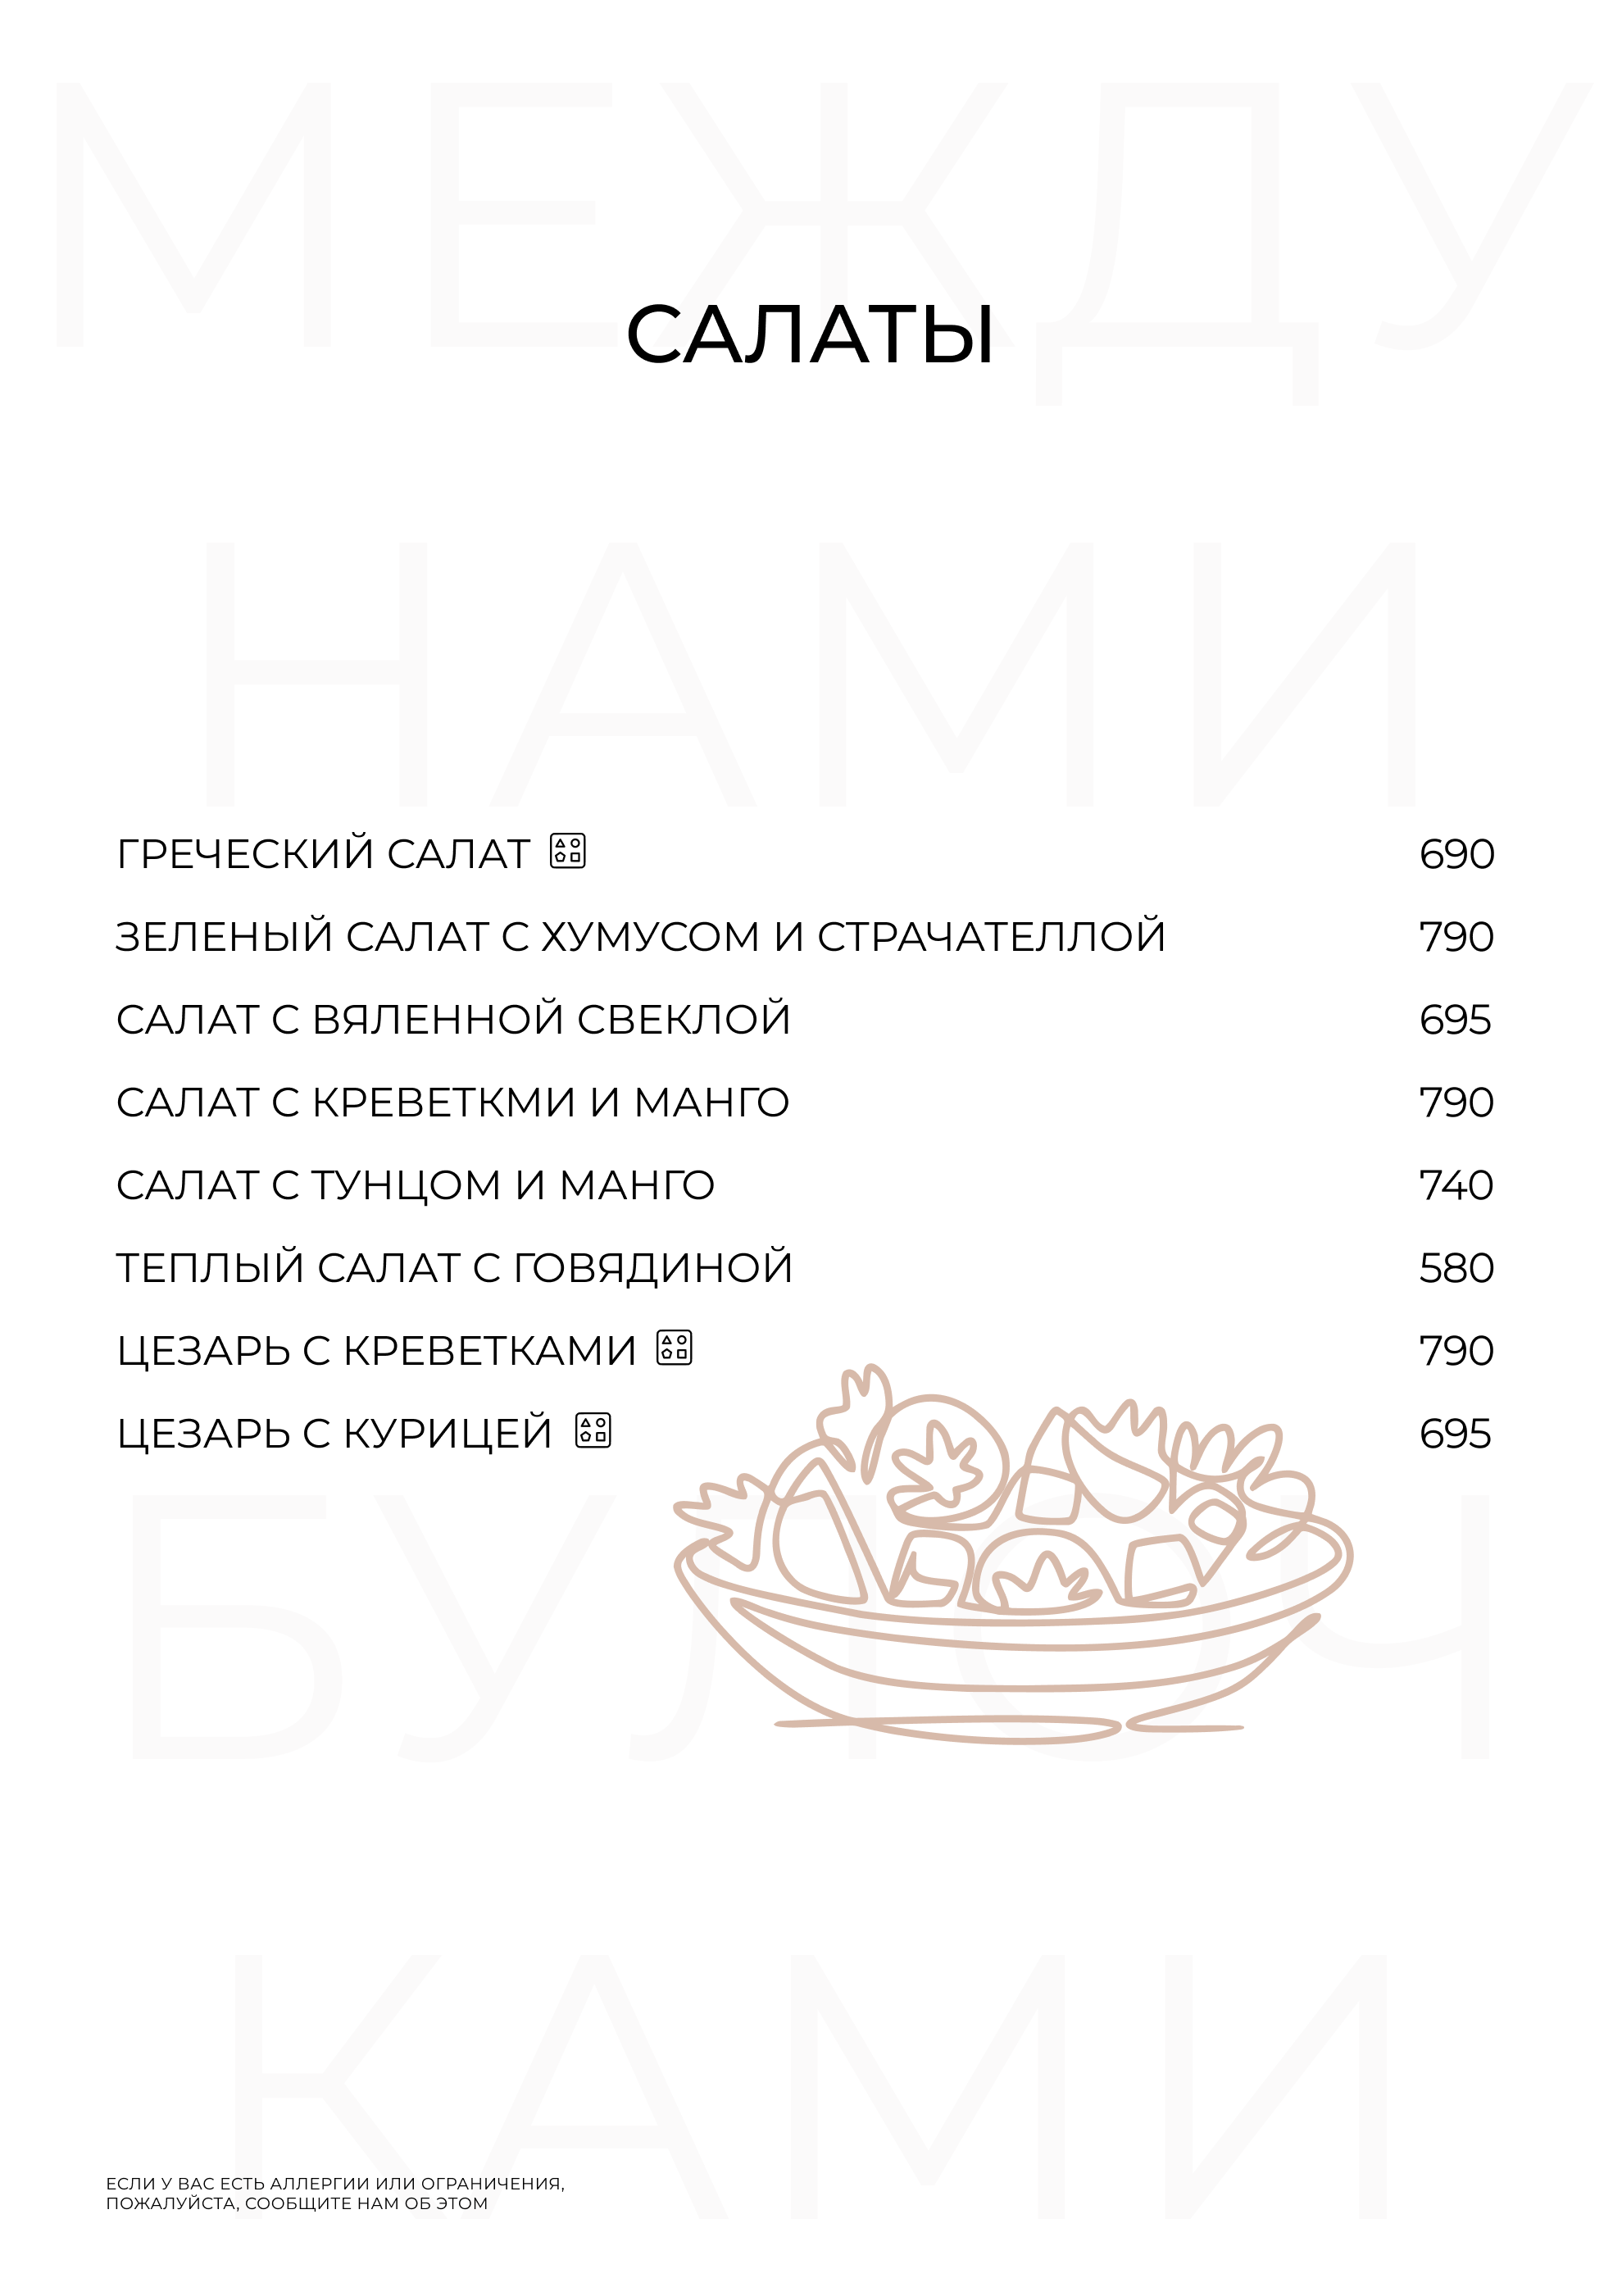 МЕЖДУ
САЛАТЫ
НАМИ
ГРЕЧЕСКИЙ САЛАТ 690
ЗЕЛЕНЫЙ САЛАТ С ХУМУСОМ И СТРАЧАТЕЛЛОЙ 790
САЛАТ С ВЯЛЕННОЙ СВЕКЛОЙ 695
САЛАТ С КРЕВЕТКМИ И МАНГО 790
САЛАТ С ТУНЦОМ И МАНГО 740
ТЕПЛЫЙ САЛАТ С ГОВЯДИНОЙ 580
ЦЕЗАРЬ С КРЕВЕТКАМИ 790
ЦЕЗАРЬ С КУРИЦЕЙ 695
БУЛОЧ
КАМИ
ЕСЛИ У ВАС ЕСТЬ АЛЛЕРГИИ ИЛИ ОГРАНИЧЕНИЯ,
ПОЖАЛУЙСТА, СООБЩИТЕ НАМ ОБ ЭТОМ